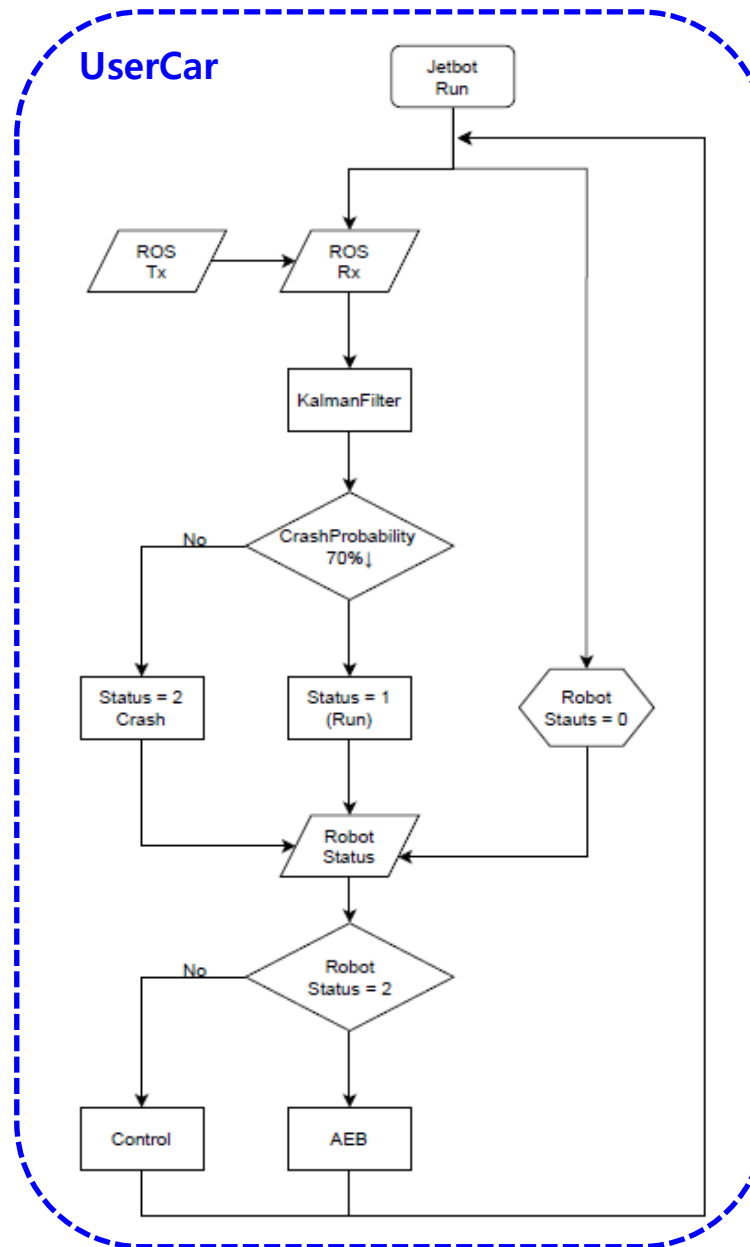 UserCar
Jetbot
Run
ROS
Tx
ROS
Rx
KalmanFilter
CrashProbability
70%↓
No
Status = 2
Crash
Status = 1
(Run)
Robot
Stauts = 0
Robot
Status
No
Robot
Status = 2
Control
AEB